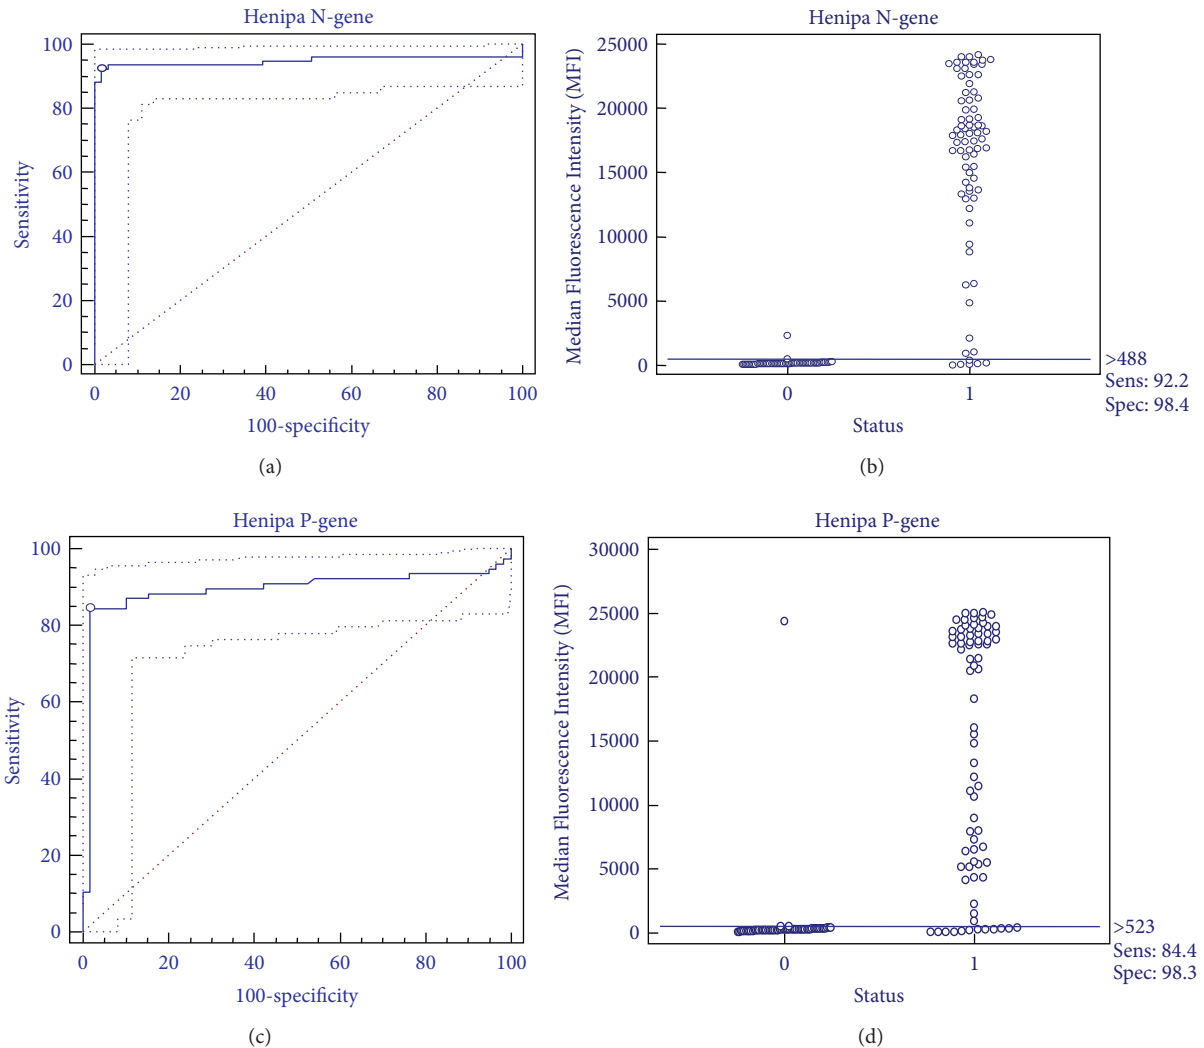 Henipa N-gene
100
80
60
40
20
0
Sensitivity
0 20 40 60 80 100
100-specificity
(a)
Henipa N-gene
25000
20000
15000
10000
5000
0
Median Fluorescence Intensity (MFI)
>488
Sens: 92.2
Spec: 98.4
0 1
Status
(b)
Henipa P-gene
100
80
60
40
20
0
Sensitivity
0 20 40 60 80 100
100-specificity
(c)
Henipa P-gene
30000
25000
20000
15000
10000
5000
0
Median Fluorescence Intensity (MFI)
>523
Sens: 84.4
Spec: 98.3
0 1
Status
(d)